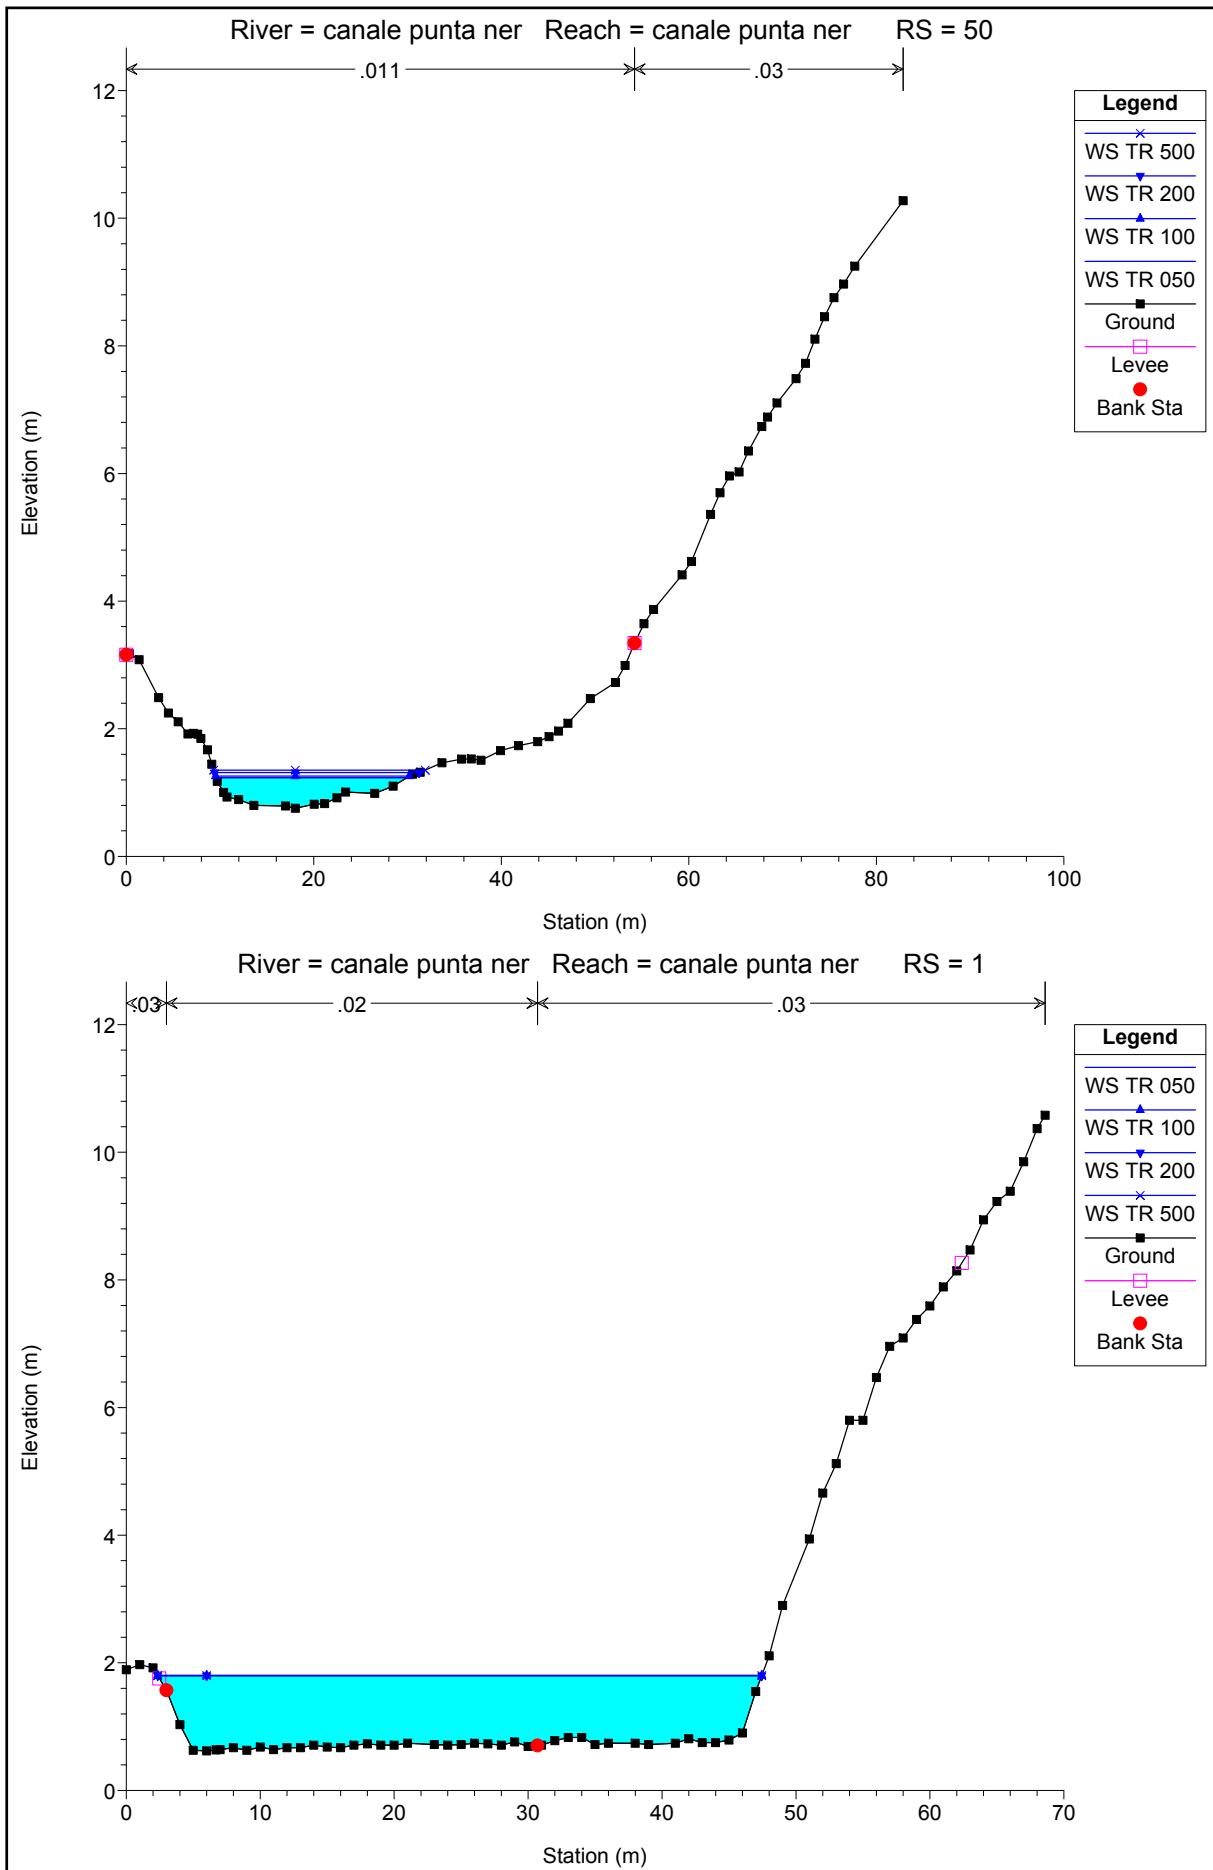 River = canale punta ner Reach = canale punta ner RS = 50
.011 .03
Legend
WS TR 500
WS TR 200
WS TR 100
WS TR 050
Ground
Levee
Bank Sta
12
10
8
6
4
2
0
Elevation (m)
0 20 40 60 80 100
Station (m)
River = canale punta ner Reach = canale punta ner RS = 1
.03 .02 .03
Legend
WS TR 050
WS TR 100
WS TR 200
WS TR 500
Ground
Levee
Bank Sta
12
10
8
6
4
2
0
Elevation (m)
0 10 20 30 40 50 60 70
Station (m)